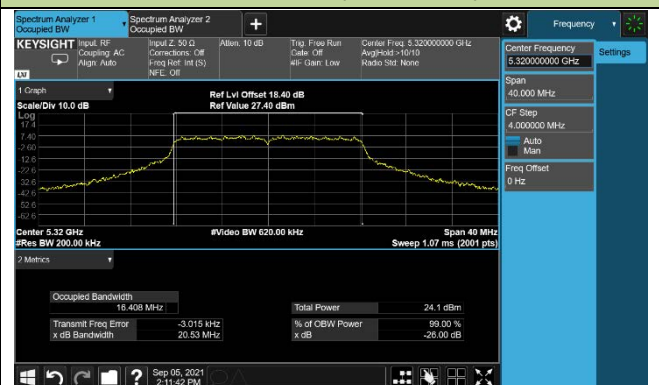 Spectrum Analyzer 1
Occupied BW
Spectrum Analyzer 2
Occupied BW
+
Frequency
KEYSIGHT
Input: RF
Coupling: AC
Align: Auto
Input Z: 50 Ω
Corrections: Off
Freq Ref: Int (S)
NFE: Off
Atten: 10 dB
Trig: Free Run
Gate: Off
#IF Gain: Low
Center Freq: 5.320000000 GHz
Avg|Hold:>10/10
Radio Std: None
LXI
Center Frequency
5.320000000 GHz
Settings
Span
40.000 MHz
CF Step
4.000000 MHz
Auto
Man
Freq Offset
0 Hz
1 Graph
Scale/Div 10.0 dB
Ref Lvl Offset 18.40 dB
Ref Value 27.40 dBm
Log
17.4
7.40
-2.60
-12.6
-22.6
-32.6
-42.6
-52.6
-62.6
Center 5.32 GHz
#Video BW 620.00 kHz
Span 40 MHz
#Res BW 200.00 kHz
Sweep 1.07 ms (2001 pts)
2 Metrics
Occupied Bandwidth
16.408 MHz
Total Power 24.1 dBm
Transmit Freq Error -3.015 kHz
% of OBW Power 99.00 %
x dB Bandwidth 20.53 MHz
x dB -26.00 dB
?
Sep 05, 2021
2:11:42 PM